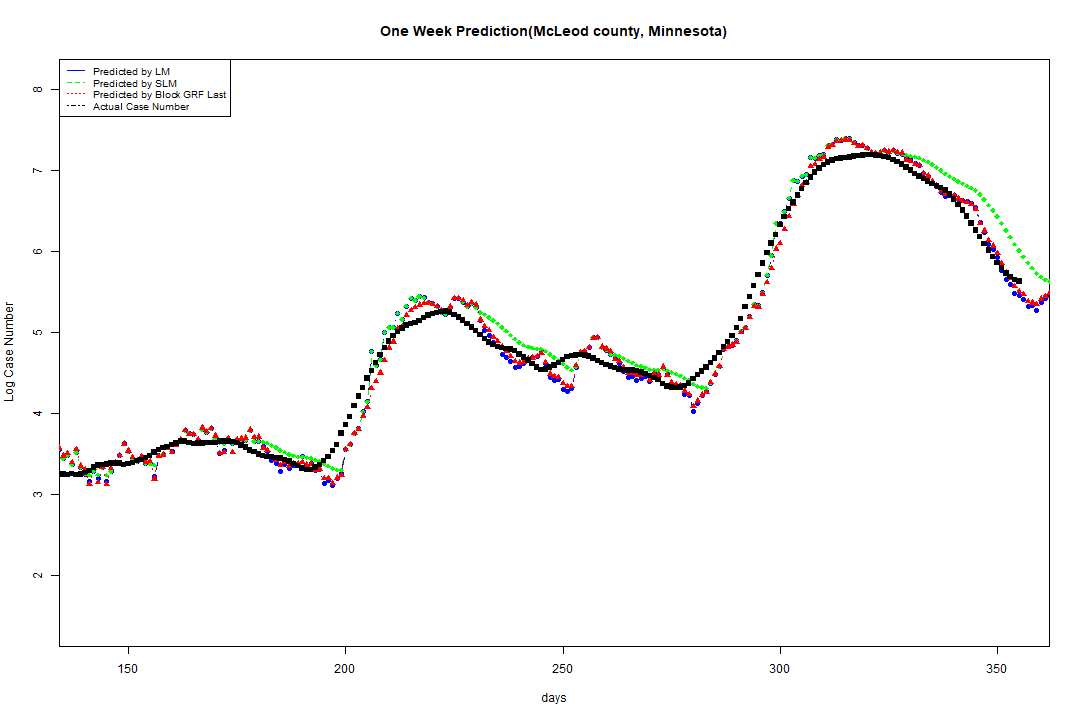 One Week Prediction(McLeod county, Minnesota)
Predicted by LM
Predicted by SLM
Predicted by Block GRF Last
Actual Case Number
8
7
6
5
4
3
2
Log Case Number
150 200 250 300 350
days